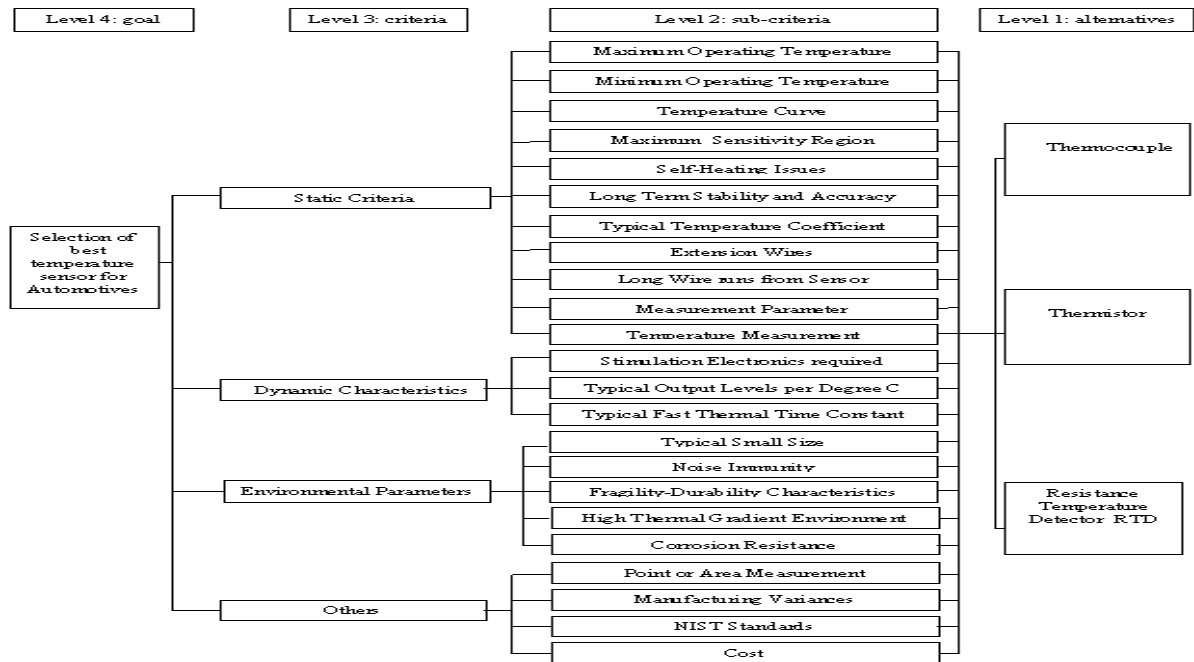 Level 4: goal
Level 3: criteria
Level 2: sub-criteria
Level 1: alternatives
Selection of
best
temperature
sensor for
Automotives
Static Criteria
Dynamic Characteristics
Environmental Parameters
Others
Maximum Operating Temperature
Minimum Operating Temperature
Temperature Curve
Maximum Sensitivity Region
Self-Heating Issues
Long Term Stability and Accuracy
Typical Temperature Coefficient
Extension Wires
Long Wire runs from Sensor
Measurement Parameter
Temperature Measurement
Stimulation Electronics required
Typical Output Levels per Degree C
Typical Fast Thermal Time Constant
Typical Small Size
Noise Immunity
Fragility-Durability Characteristics
High Thermal Gradient Environment
Corrosion Resistance
Point or Area Measurement
Manufacturing Variances
NIST Standards
Cost
Thermocouple
Thermistor
Resistance
Temperature
Detector RTD